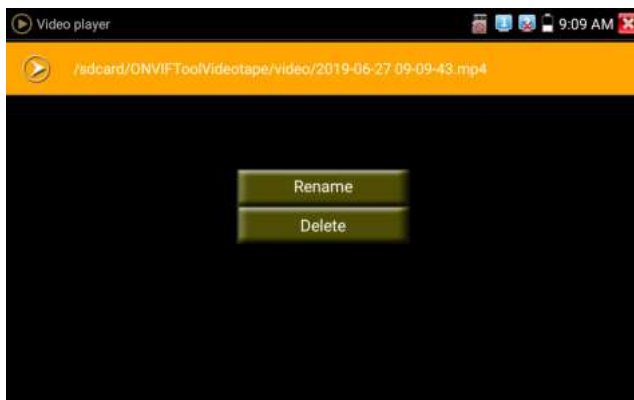 Video player
9:09 AM
/sdcard/ONVIFToolVideotape/video/2019-06-27 09-09-43.mp4
Rename
Delete